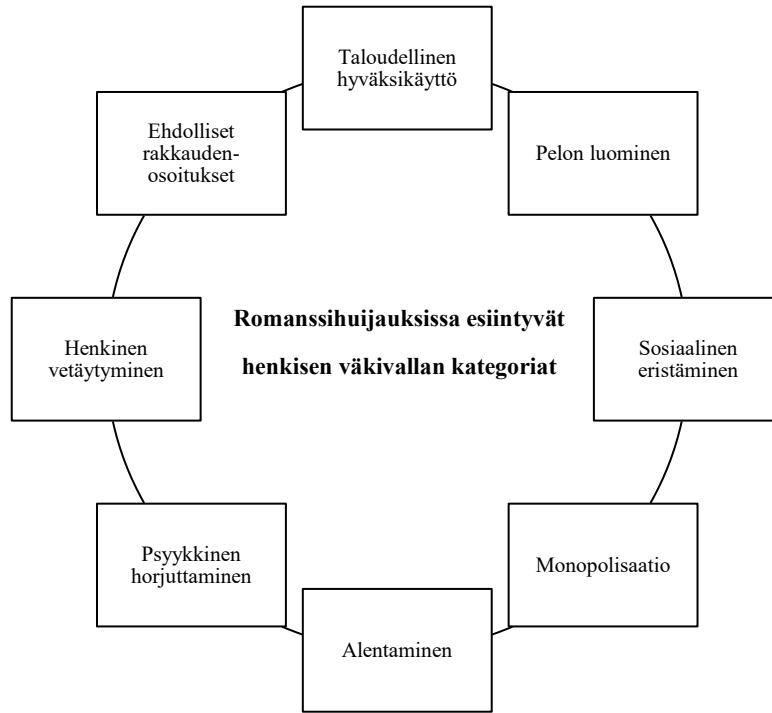 Taloudellinen
hyväksikäyttö
Pelon luominen
Sosiaalinen
eristäminen
Monopolisaatio
Alentaminen
Psyykkinen
horjuttaminen
Henkinen
vetäytyminen
Ehdolliset
rakkauden-
osoitukset
Romanssihuijauksissa esiintyvät
henkisen väkivallan kategoriat